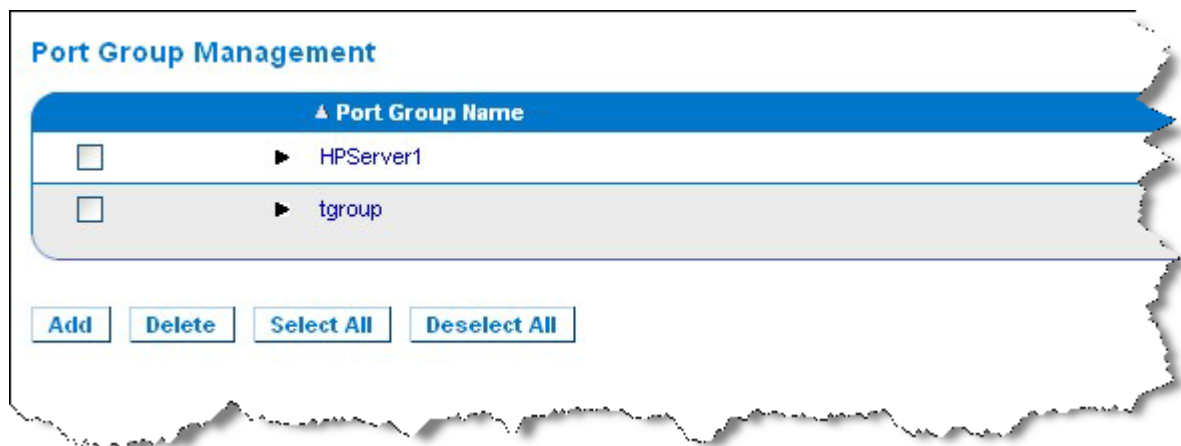 Port Group Management
▲ Port Group Name
► HPServer1
► tgroup
Add Delete Select All Deselect All